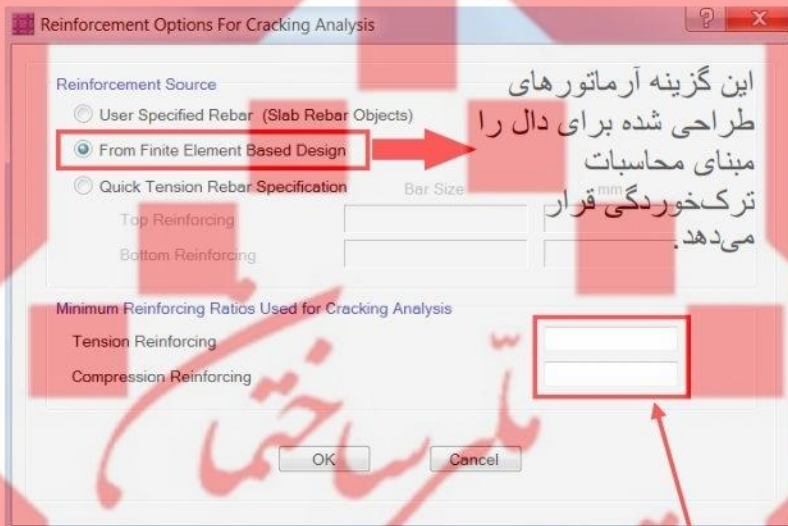 Reinforcement Options For Cracking Analysis
Reinforcement Source
User Specified Rebar (Slab Rebar Objects)
From Finite Element Based Design
Quick Tension Rebar Specification
Bar Size
mm
Top Reinforcing
Bottom Reinforcing
این گزینه آرماتورهای
طراحی شده برای دال را
مبنای محاسبات
ترک‌خوردگی قرار
می‌دهد.
Minimum Reinforcing Ratios Used for Cracking Analysis
Tension Reinforcing
Compression Reinforcing
OK
Cancel